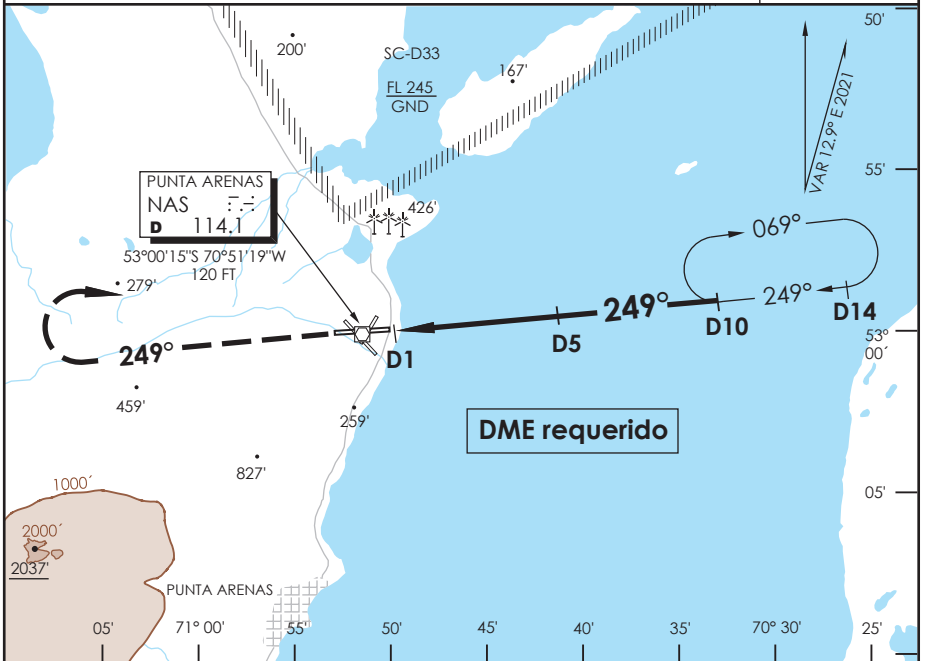 50'
200'
SC-D33
167'
FL 245
GND
VAR 12.9° E 2021
55'
PUNTA ARENAS
NAS
D 114.1
426'
069°
53°00'15"S 70°51'19"W
120 FT
279'
249°
249°
D14
D10
D5
53°
00´
249°
D1
459'
259'
DME requerido
827'
1000´
05'
2000´
2037'
PUNTA ARENAS
05'
71° 00'
55'
50'
45'
40'
35'
70° 30'
25'